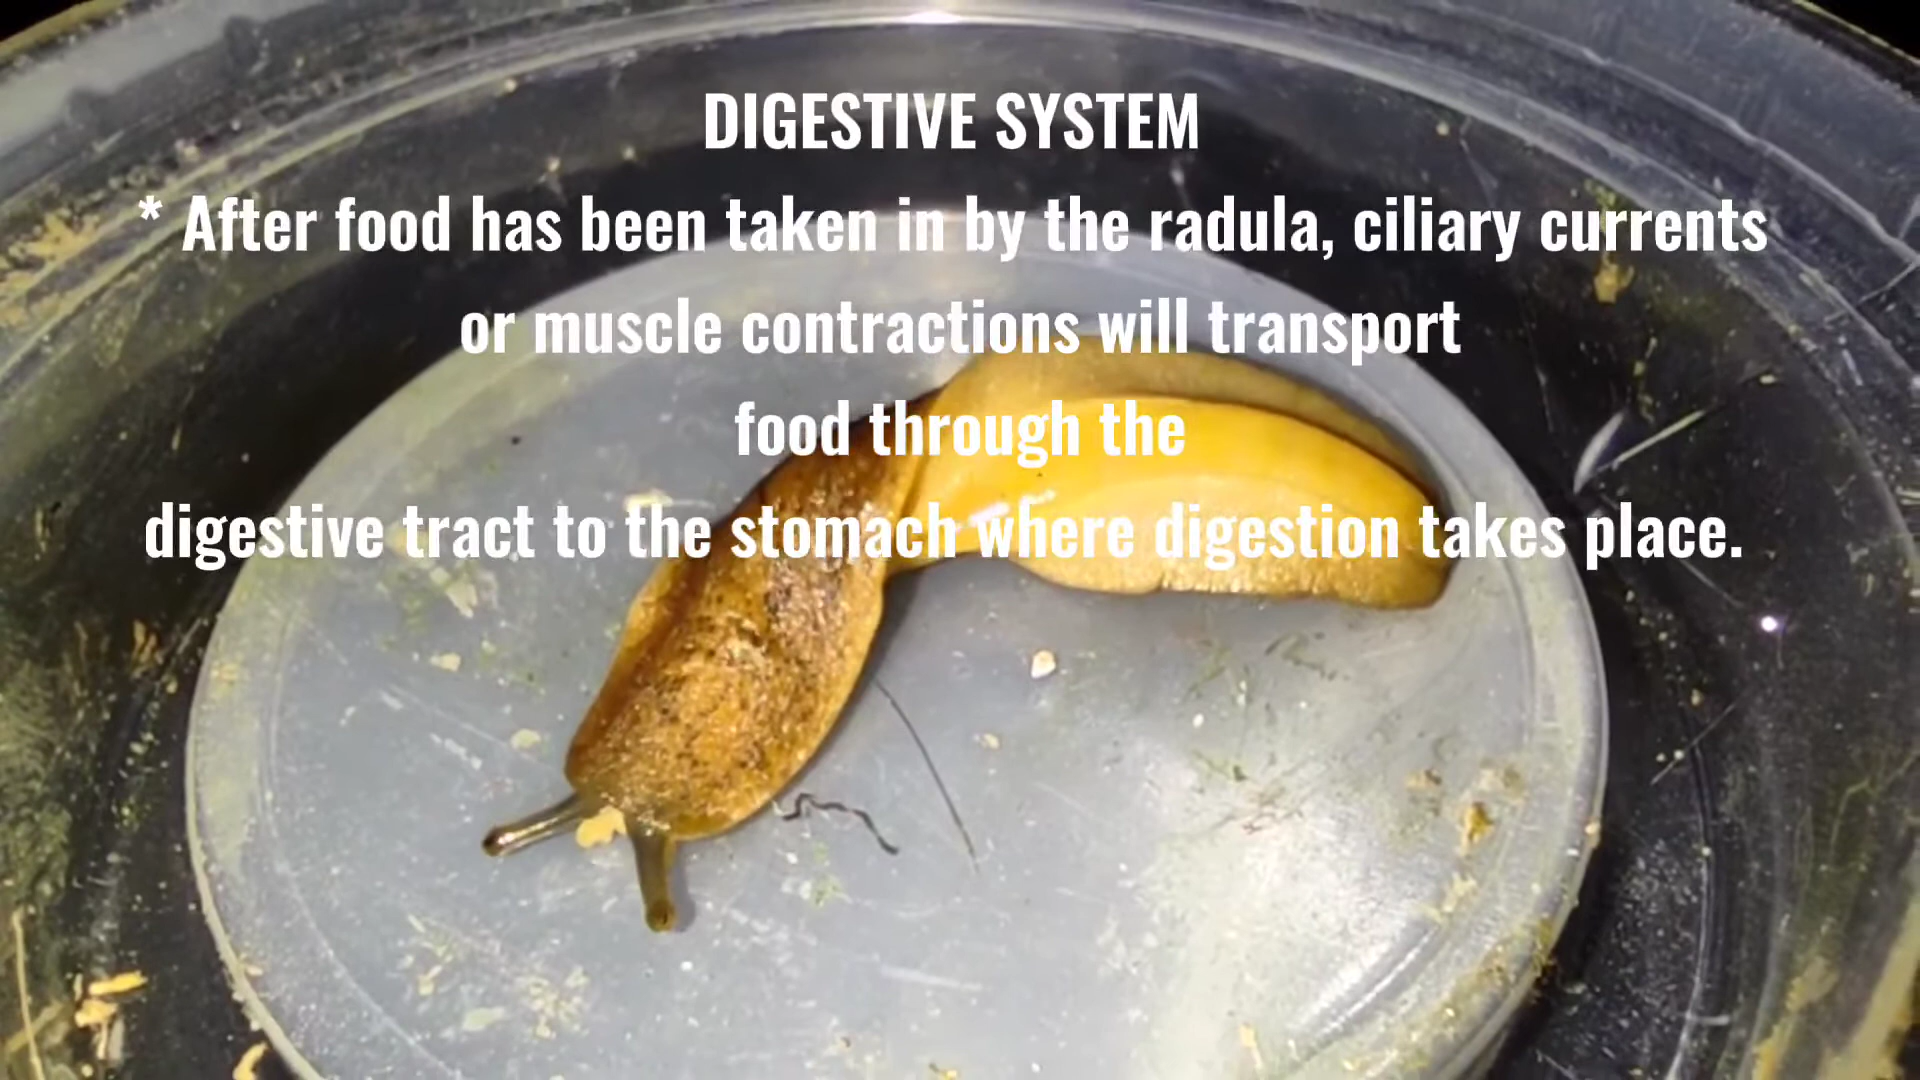 DIGESTIVE SYSTEM
* After food has been taken in by the radula, ciliary currents
or muscle contractions will transport
food through the
digestive tract to the stomach where digestion takes place.